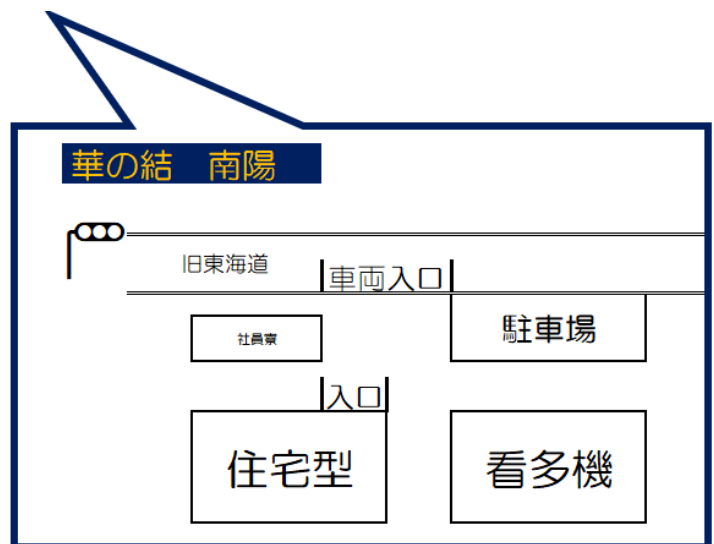 華の結　南陽
旧東海道
車両入口
社員寮
駐車場
入口
住宅型
看多機